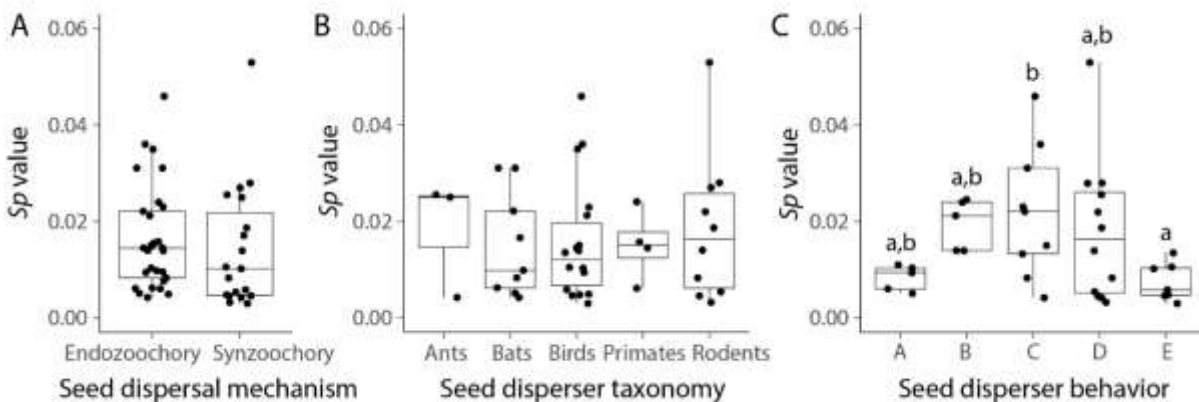 A
Sp value
0.06
0.04
0.02
0.00
Endozoochory Synzoochory
Seed dispersal mechanism
B
Sp value
0.06
0.04
0.02
0.00
Ants Bats Birds Primates Rodents
Seed disperser taxonomy
C
Sp value
0.06
0.04
0.02
0.00
a,b
a,b
b
a,b
a
A B C D E
Seed disperser behavior